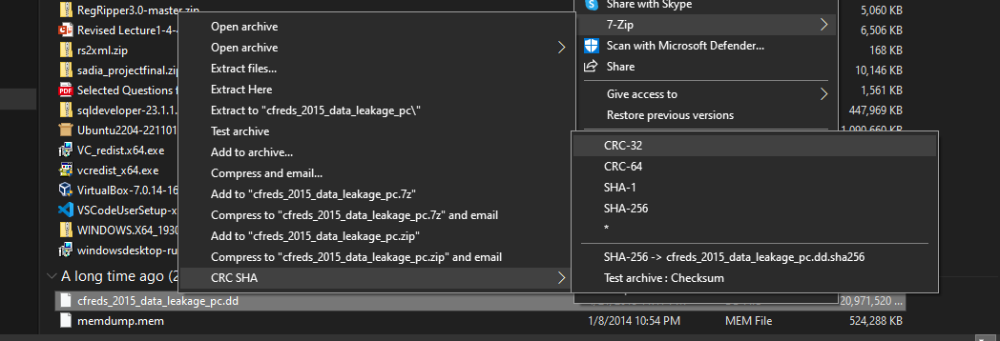 RegRipper3.0-master.zip
Revised Lecture1-4-
rs2xml.zip
sadia_projectfinal.zip
Selected Questions f
sqldeveloper-23.1.1.
Ubuntu2204-221101
VC_redist.x64.exe
vcredist_x64.exe
VirtualBox-7.0.14-16
VSCodeUserSetup-x
WINDOWS.X64_1930
windowsdesktop-ru
A long time ago (2
cfreds_2015_data_leakage_pc.dd
memdump.mem
Open archive
Open archive
Extract files...
Extract Here
Extract to "cfreds_2015_data_leakage_pc\"
Test archive
Add to archive...
Compress and email...
Add to "cfreds_2015_data_leakage_pc.7z"
Compress to "cfreds_2015_data_leakage_pc.7z" and email
Add to "cfreds_2015_data_leakage_pc.zip"
Compress to "cfreds_2015_data_leakage_pc.zip" and email
CRC SHA
Share with Skype
7-Zip
Scan with Microsoft Defender...
Share
Give access to
Restore previous versions
CRC-32
CRC-64
SHA-1
SHA-256
*
SHA-256 -> cfreds_2015_data_leakage_pc.dd.sha256
Test archive : Checksum
5,060 KB
6,506 KB
168 KB
10,146 KB
1,561 KB
447,969 KB
1,090,660 KB
20,971,520 ...
1/8/2014 10:54 PM MEM File 524,288 KB